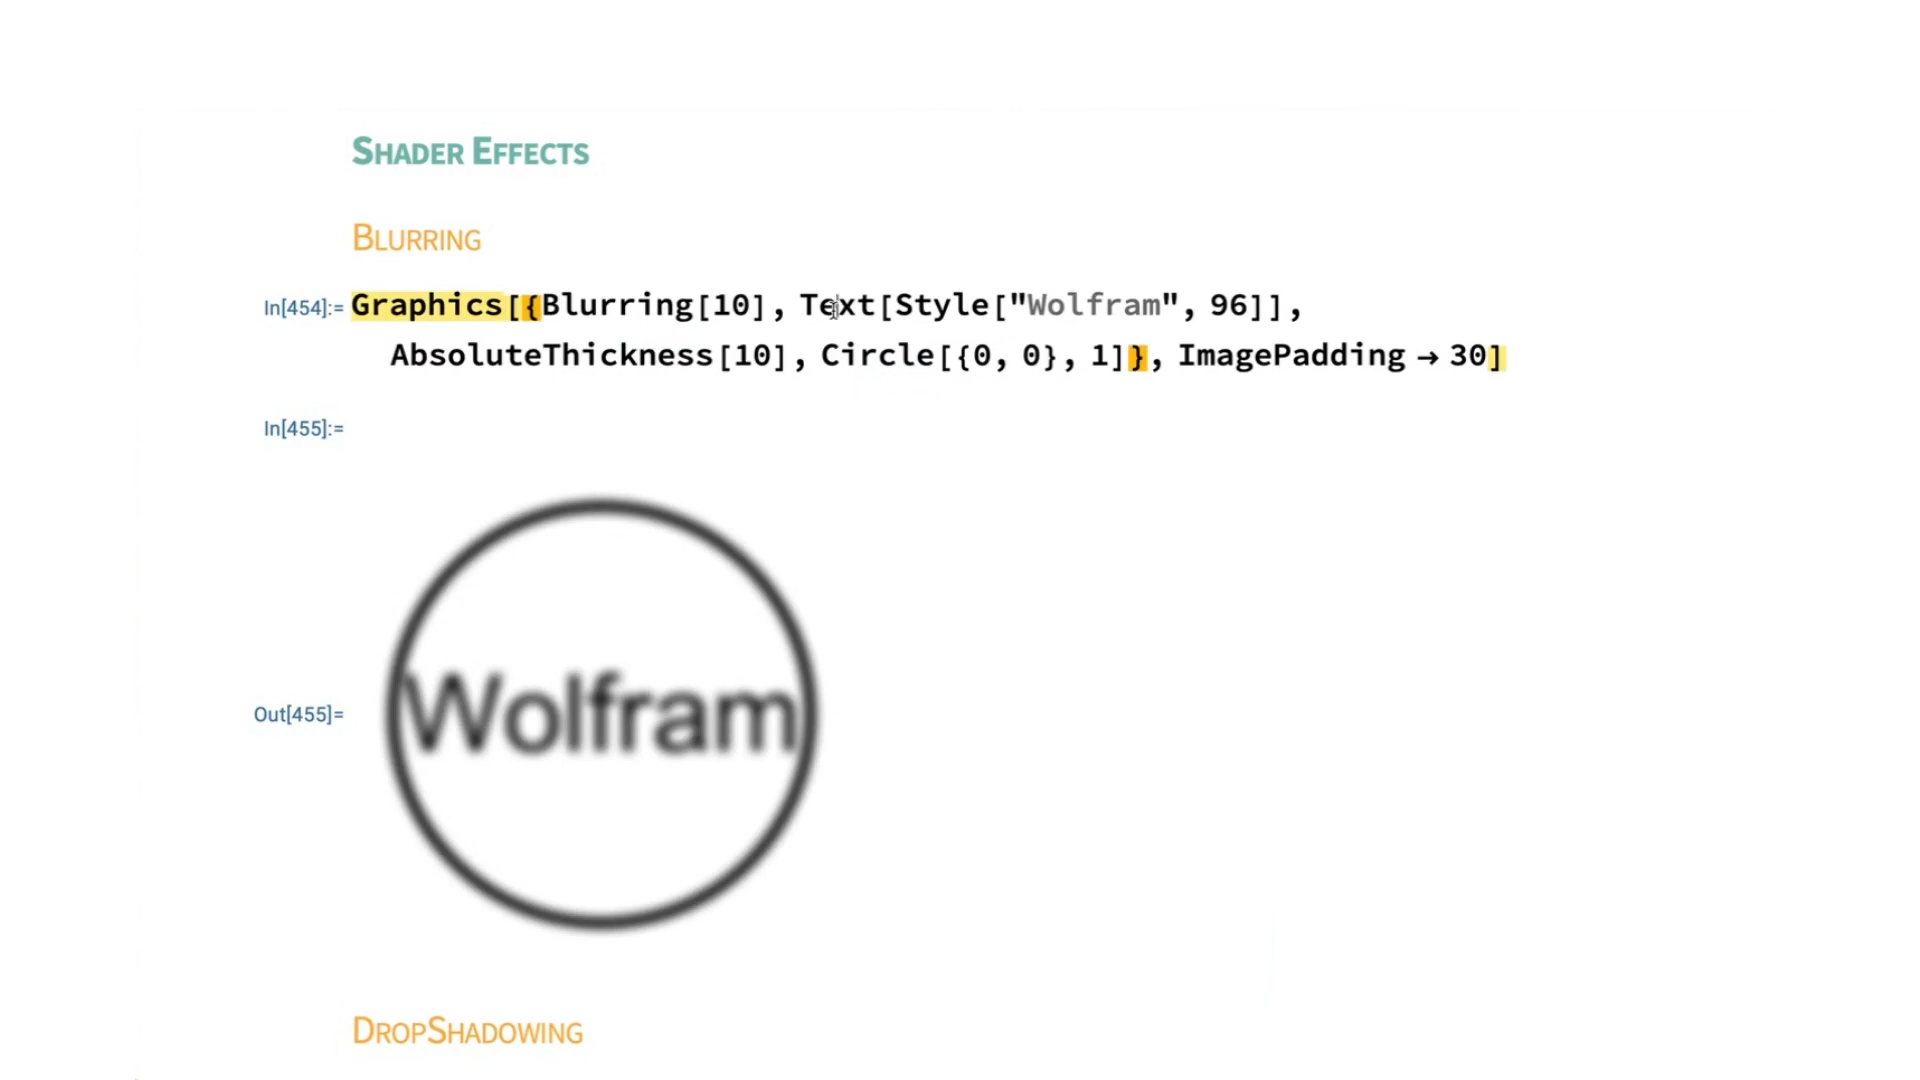 SHADER EFFECTS
BLURRING
In[454]:= Graphics[{Blurring[10], Text[Style["Wolfram", 96]],
AbsoluteThickness[10], Circle[{0, 0}, 1]}, ImagePadding → 30]
In[455]:=
Wolfram
Out[455]=
DROPSHADOWING